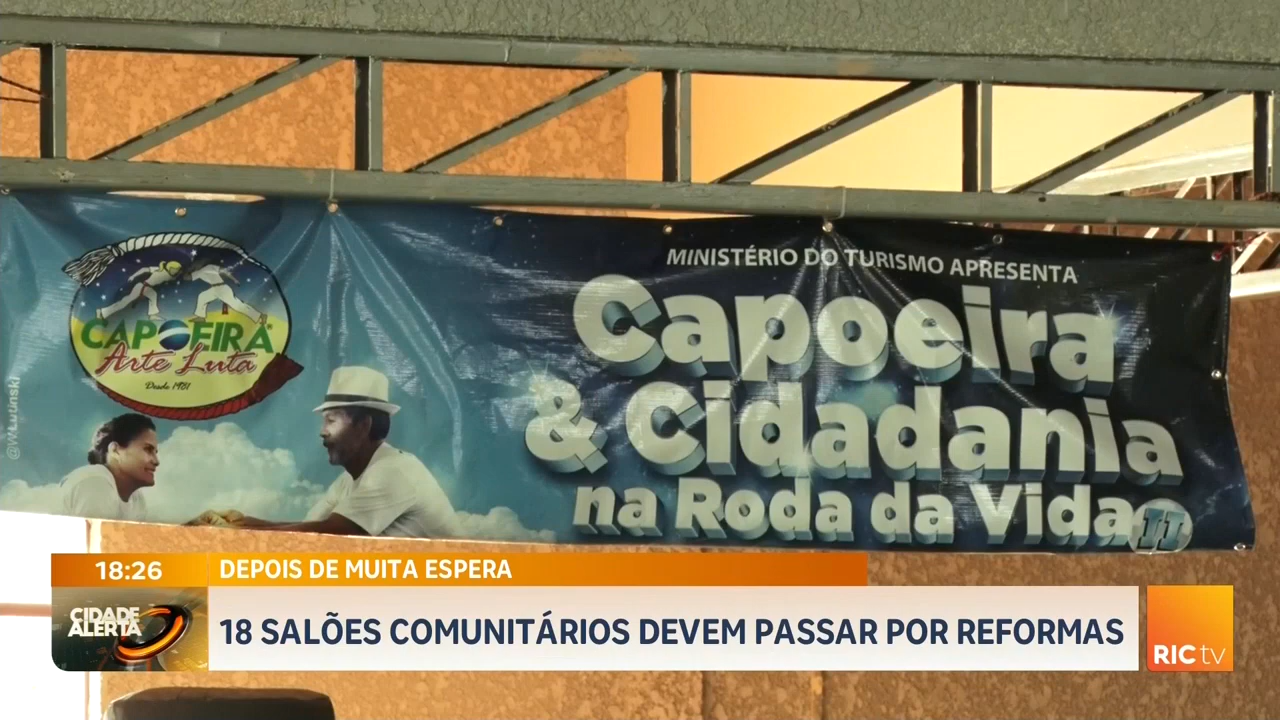 MINISTÉRIO DO TURISMO APRESENTA
Capoeira
& Cidadania
na Roda da Vida II
CAPOEIRA
Arte Luta
Desde 1981
@W.Lutinski
18:26
DEPOIS DE MUITA ESPERA
CIDADE
ALERTA
18 SALÕES COMUNITÁRIOS DEVEM PASSAR POR REFORMAS
RIC tv